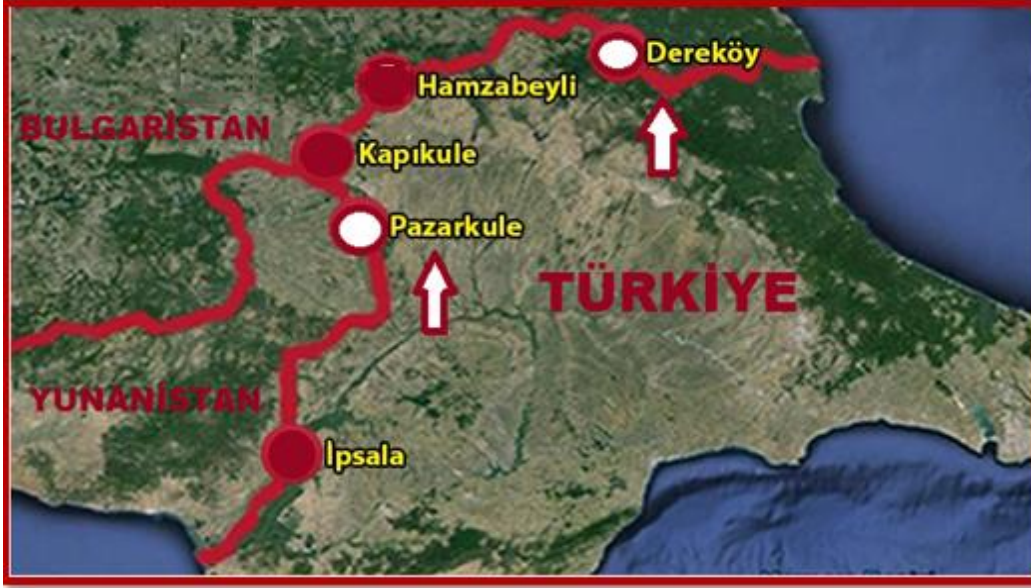 Dereköy
Hamzabeyli
BULGARİSTAN
Kapıkule
Pazarkule
TÜRKİYE
YUNANİSTAN
İpsala